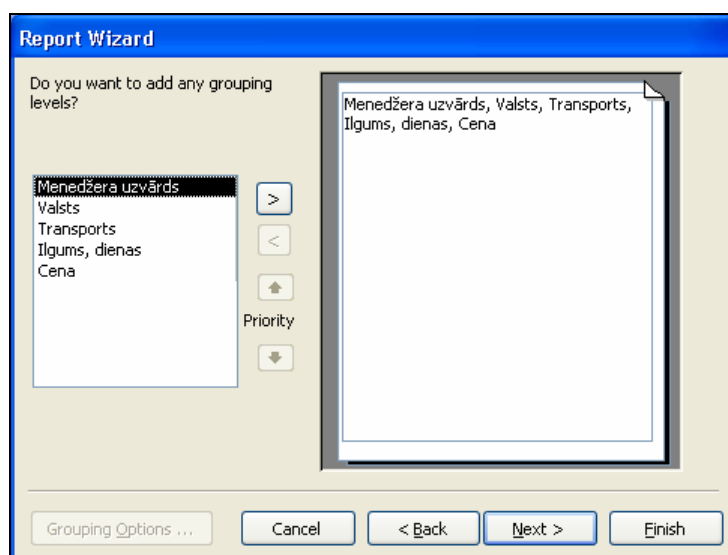 Report Wizard
Do you want to add any grouping
levels?
Menedžera uzvārds
Valsts
Transports
Ilgums, dienas
Cena
>
<
Priority
Menedžera uzvārds, Valsts, Transports,
Ilgums, dienas, Cena
Grouping Options ...
Cancel
< Back
Next >
Finish